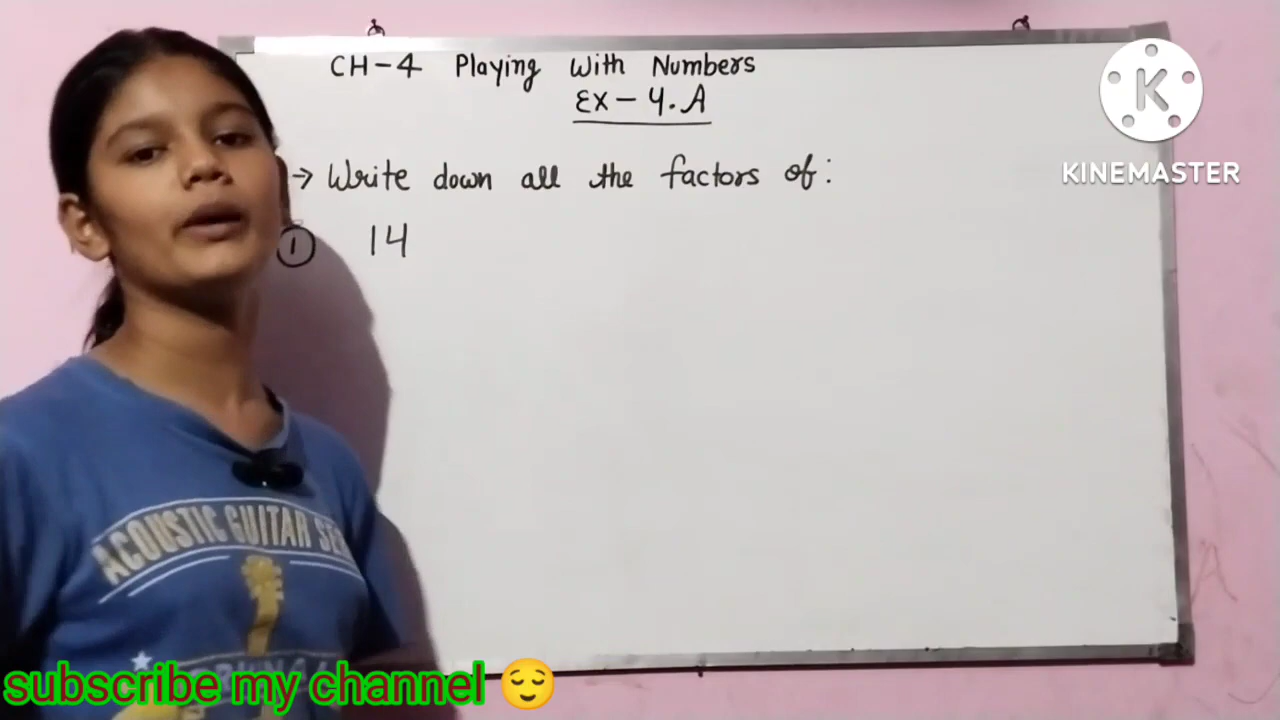 CH-4 Playing With Numbers
Ex-4.A
→ Write down all the factors of:
① 14
K
KINEMASTER
ACOUSTIC GUITAR
subscribe my channel 😌